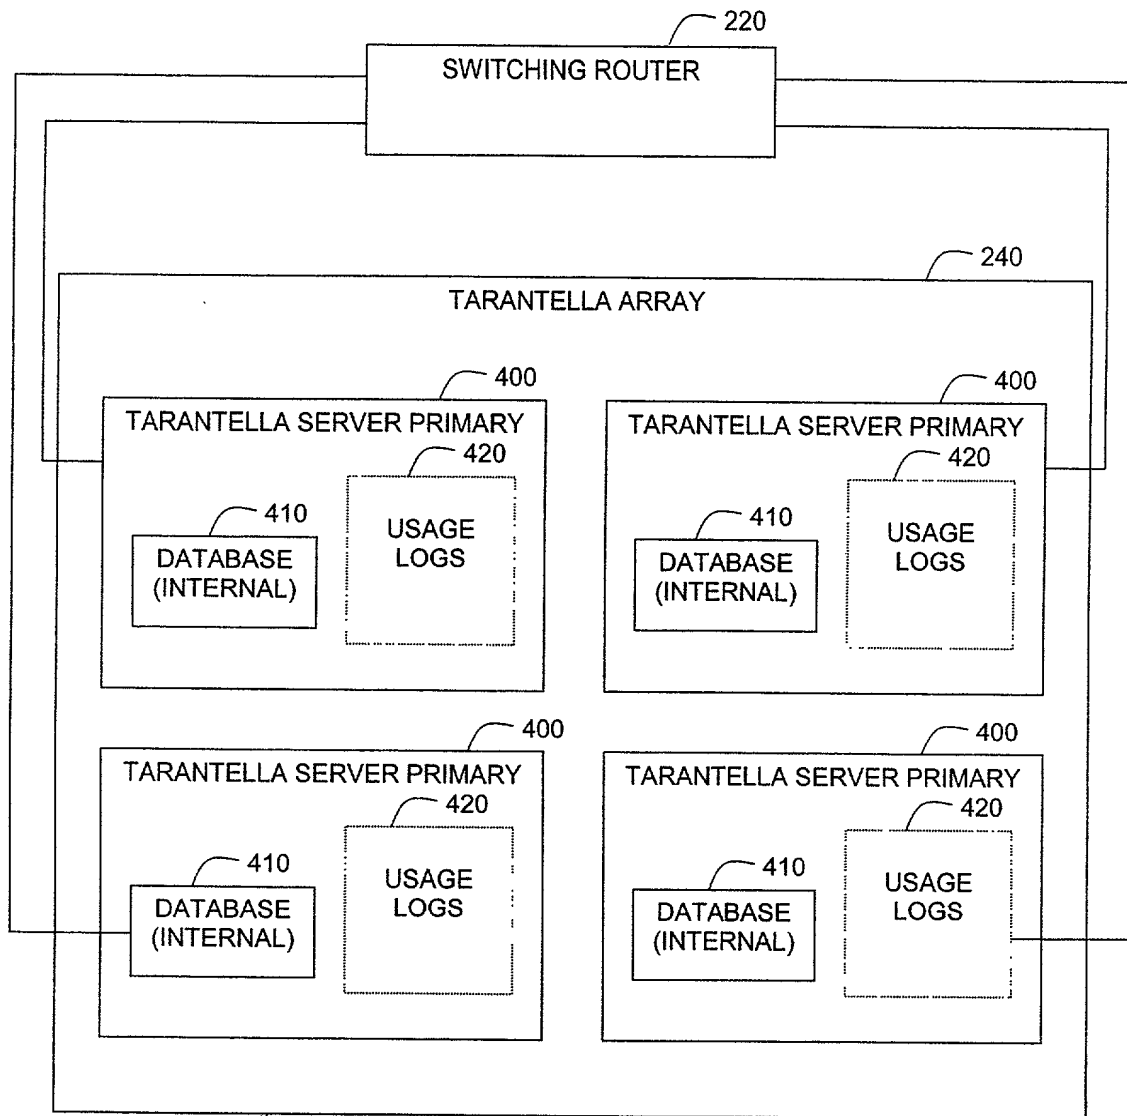 220
SWITCHING ROUTER
240
TARANTELLA ARRAY
400
TARANTELLA SERVER PRIMARY
420
USAGE
LOGS
410
DATABASE
(INTERNAL)
400
TARANTELLA SERVER PRIMARY
420
USAGE
LOGS
410
DATABASE
(INTERNAL)
400
TARANTELLA SERVER PRIMARY
420
USAGE
LOGS
410
DATABASE
(INTERNAL)
400
TARANTELLA SERVER PRIMARY
420
USAGE
LOGS
410
DATABASE
(INTERNAL)